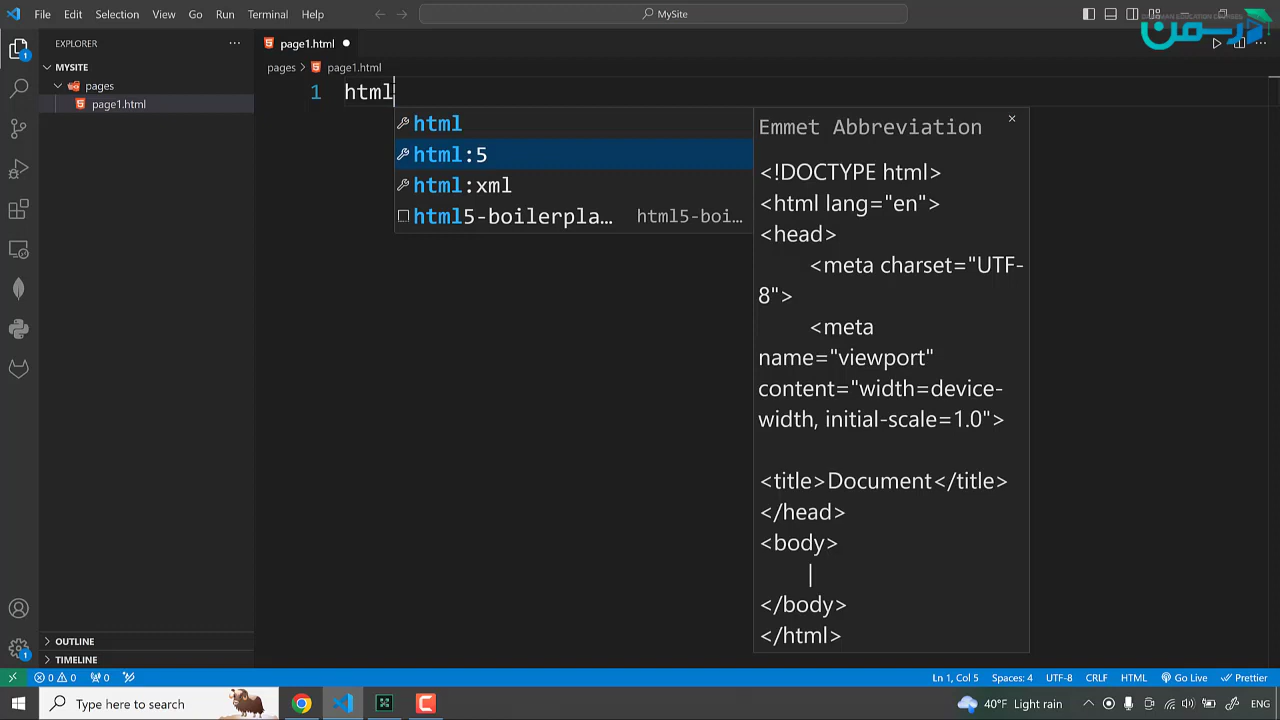 File Edit Selection View Go Run Terminal Help
MySite
درسمن
EXPLORER
MYSITE
pages
page1.html
OUTLINE
TIMELINE
page1.html
pages > page1.html
1 html
html
html:5
html:xml
html5-boilerpla… html5-boi…
Emmet Abbreviation
<!DOCTYPE html>
<html lang="en">
<head>
<meta charset="UTF-
8">
<meta
name="viewport"
content="width=device-
width, initial-scale=1.0">
<title>Document</title>
</head>
<body>
|
</body>
</html>
1
1
0 0 0 Ln 1, Col 5 Spaces: 4 UTF-8 CRLF HTML Go Live Prettier
Type here to search 40°F Light rain ENG